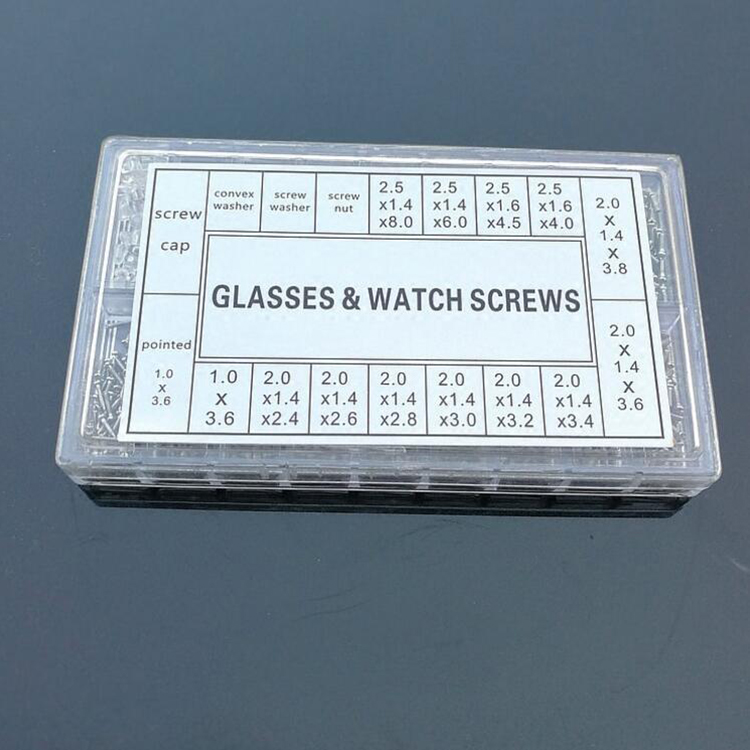 screw
cap
convex
washer
screw
washer
screw
nut
2.5
x1.4
x8.0
2.5
x1.4
x6.0
2.5
x1.6
x4.5
2.5
x1.6
x4.0
2.0
X
1.4
X
3.8
GLASSES & WATCH SCREWS
pointed
1.0
X
3.6
1.0
X
3.6
2.0
x1.4
x2.4
2.0
x1.4
x2.6
2.0
x1.4
x2.8
2.0
x1.4
x3.0
2.0
x1.4
x3.2
2.0
x1.4
x3.4
2.0
X
1.4
X
3.6